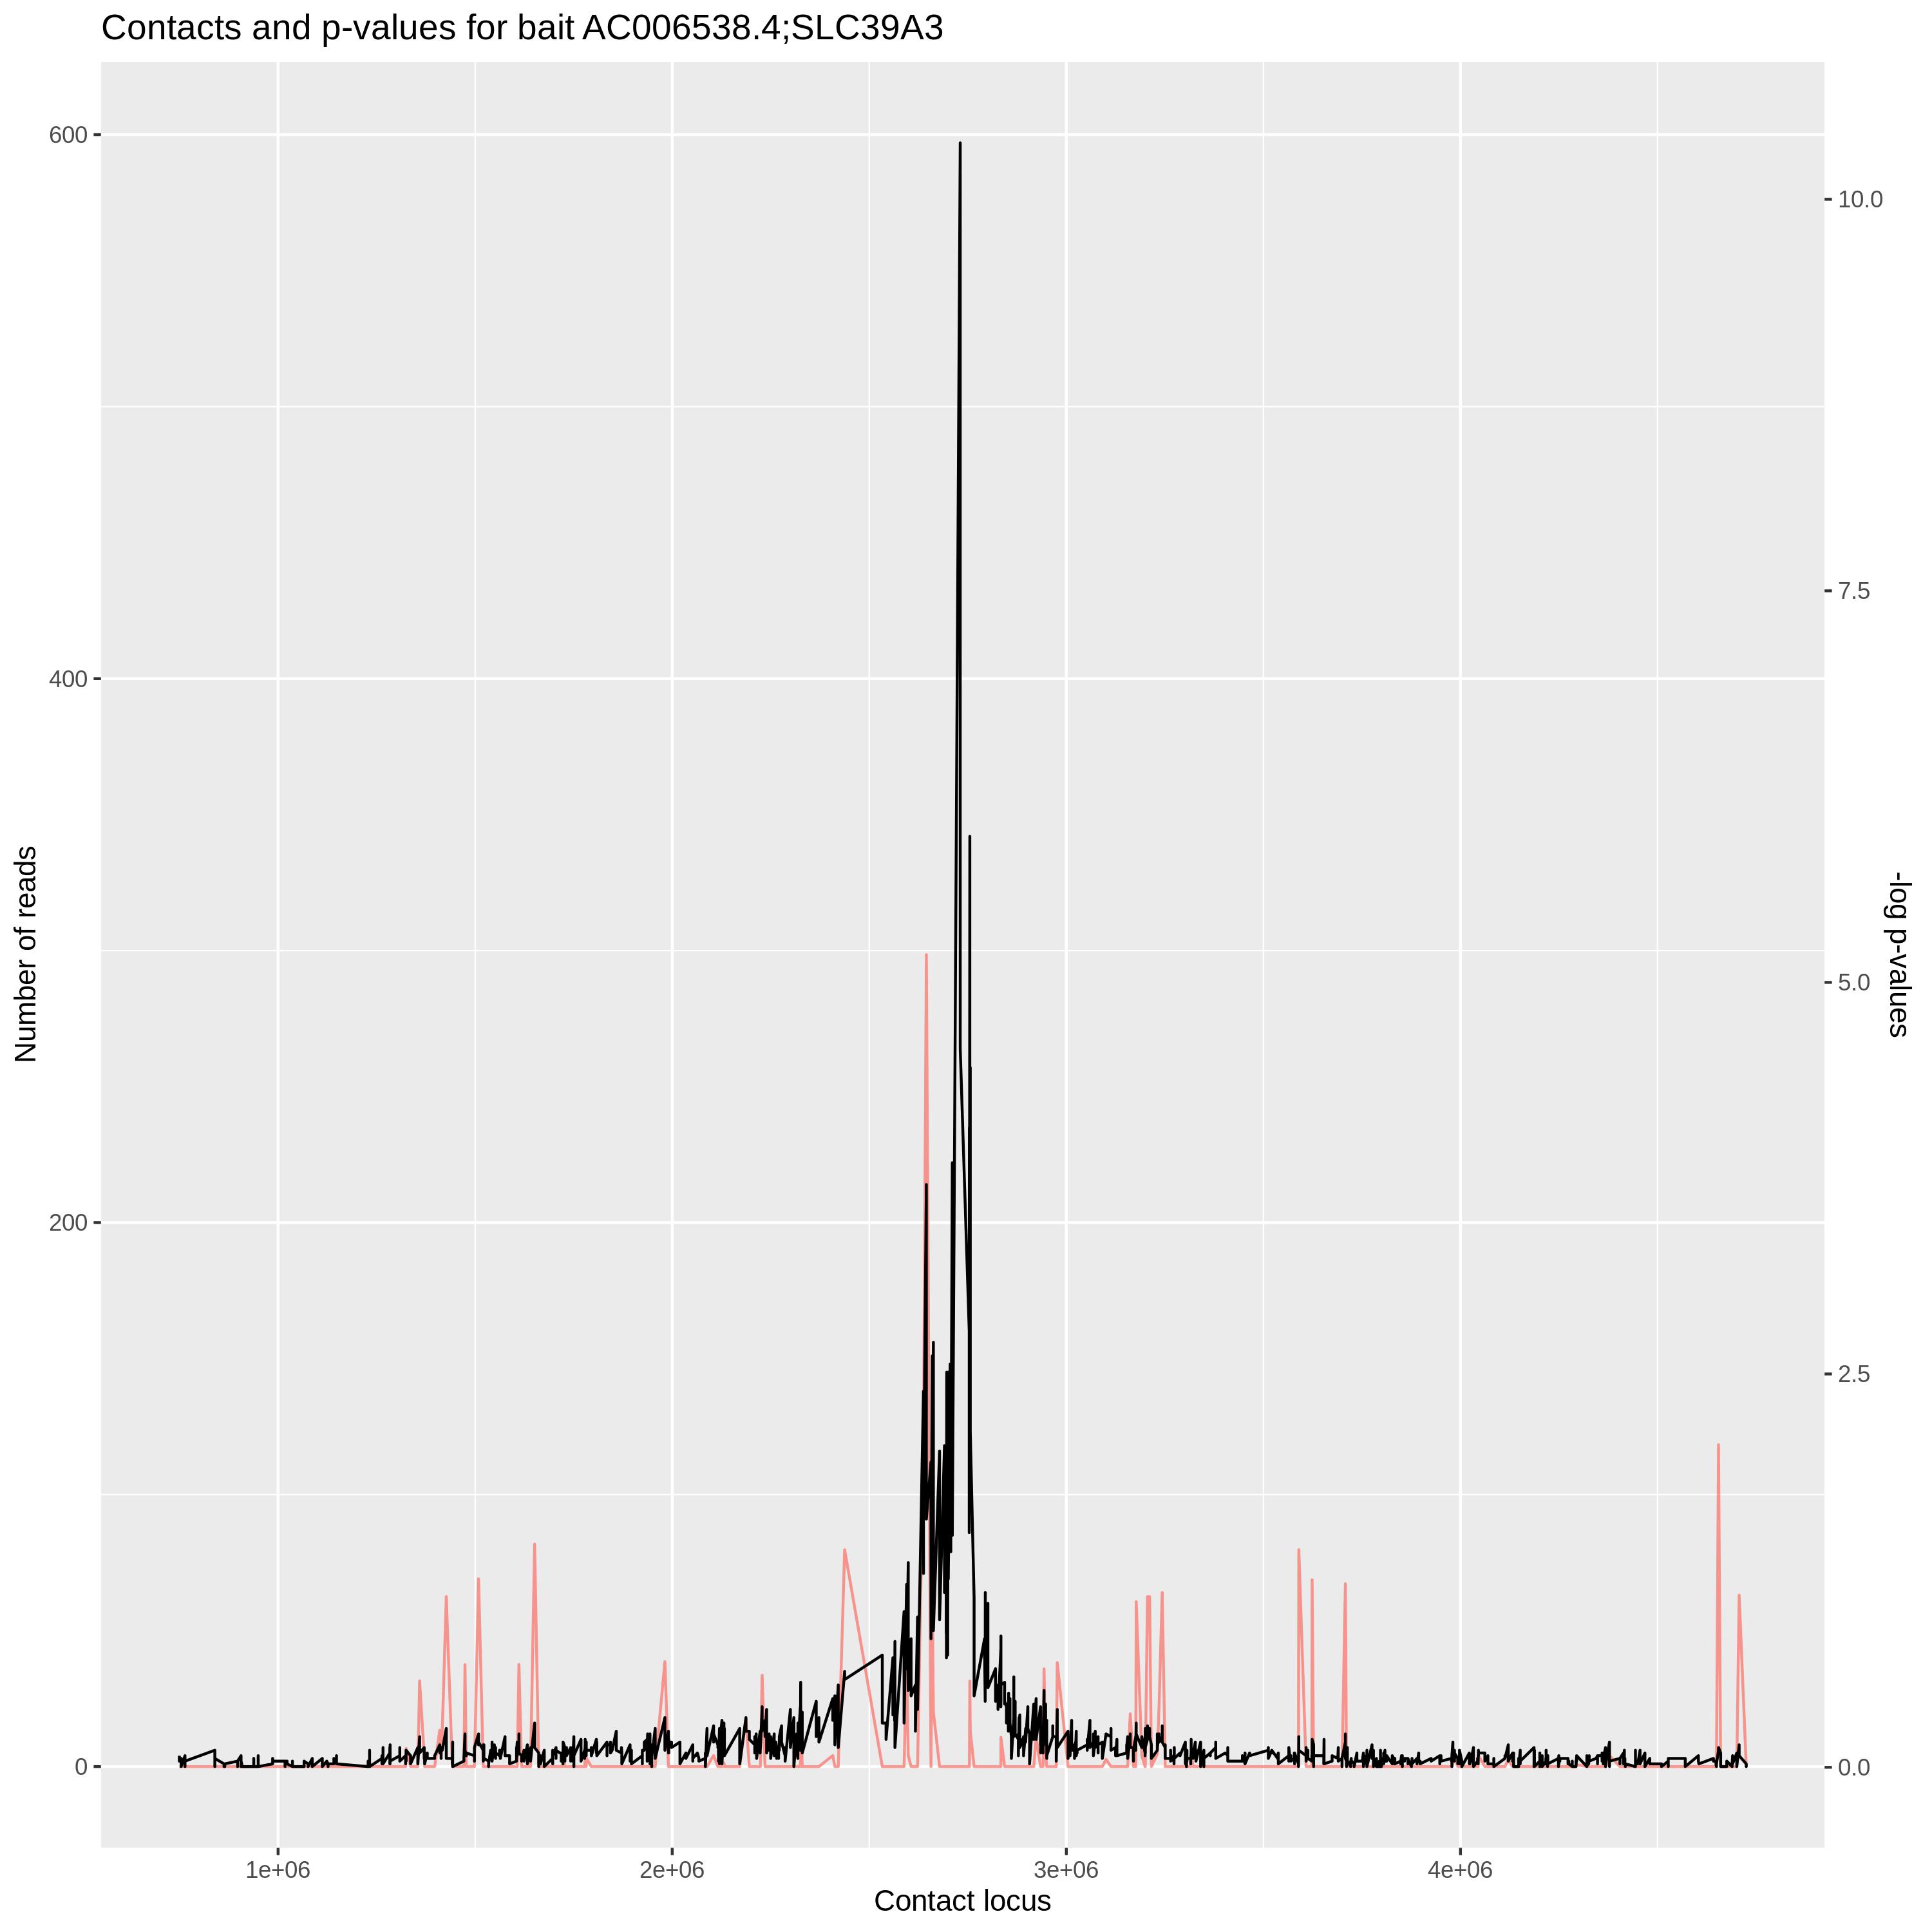 Contacts and p-values for bait AC006538.4;SLC39A3
600
400
200
0
Number of reads
10.0
7.5
5.0
2.5
0.0
-log p-values
1e+06
2e+06
3e+06
4e+06
Contact locus